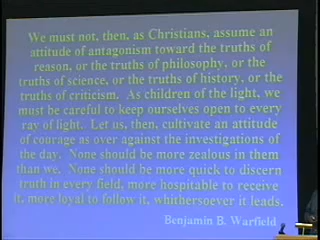 We must not, then, as Christians, assume an
attitude of antagonism toward the truths of
reason, or the truths of philosophy, or the
truths of science, or the truths of history, or the
truths of criticism. As children of the light, we
must be careful to keep ourselves open to every
ray of light. Let us, then, cultivate an attitude
of courage as over against the investigations of
the day. None should be more zealous in them
than we. None should be more quick to discern
truth in every field, more hospitable to receive
it, more loyal to follow it, whithersoever it leads.
Benjamin B. Warfield